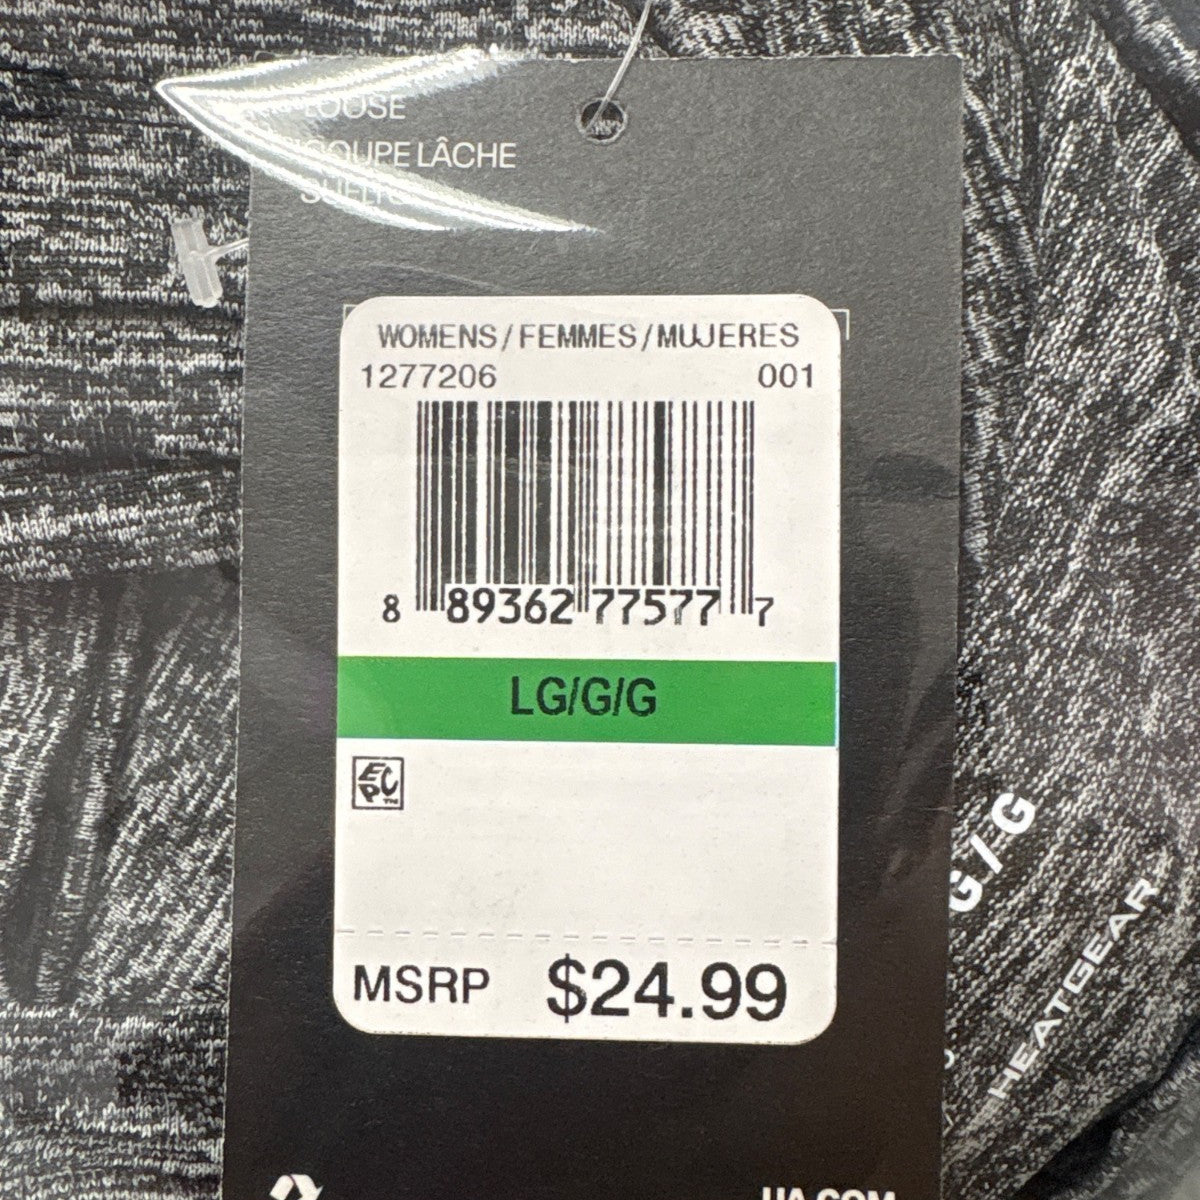 LOOSE
COUPE LÂCHE
WOMENS/FEMMES/MUJERES
1277206 001
8 89362 77577 7
LG/G/G
EPC™
MSRP $24.99
G/G
HEATGEAR
UA.COM